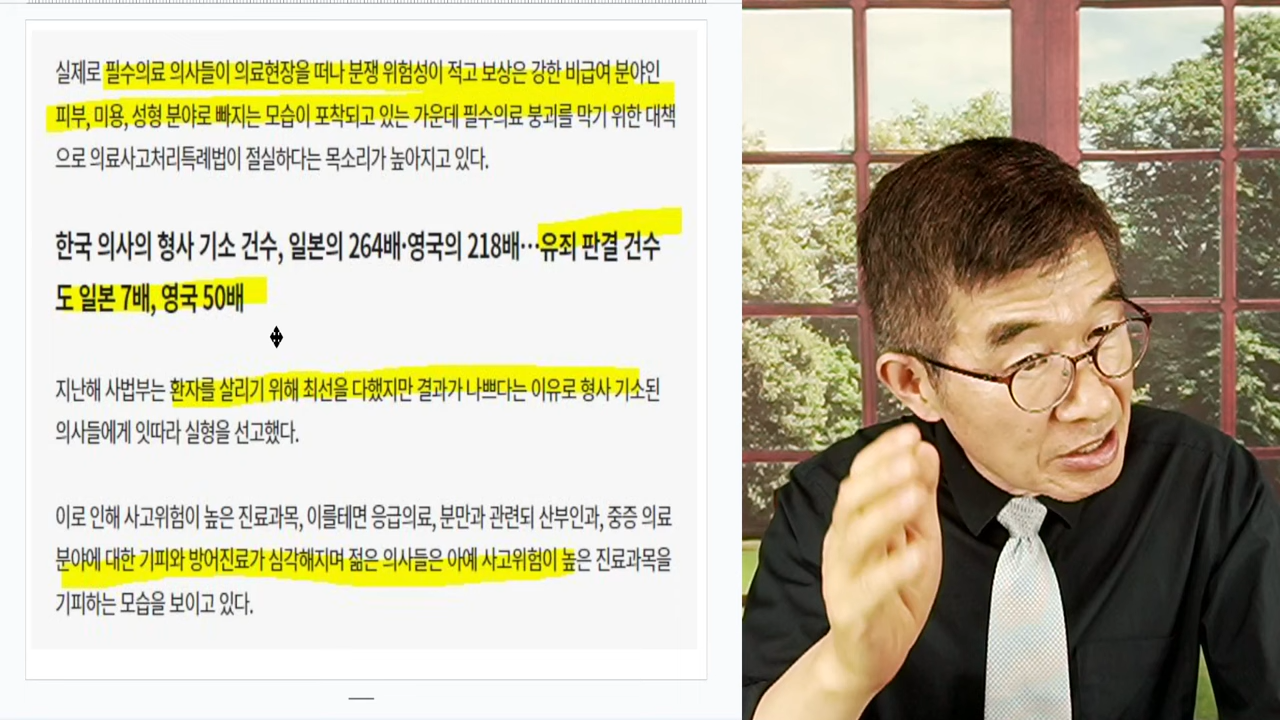 실제로 필수의료 의사들이 의료현장을 떠나 분쟁 위험성이 적고 보상은 강한 비급여 분야인
피부, 미용, 성형 분야로 빠지는 모습이 포착되고 있는 가운데 필수의료 붕괴를 막기 위한 대책
으로 의료사고처리특례법이 절실하다는 목소리가 높아지고 있다.
한국 의사의 형사 기소 건수, 일본의 264배·영국의 218배…유죄 판결 건수
도 일본 7배, 영국 50배
지난해 사법부는 환자를 살리기 위해 최선을 다했지만 결과가 나쁘다는 이유로 형사 기소된
의사들에게 잇따라 실형을 선고했다.
이로 인해 사고위험이 높은 진료과목, 이를테면 응급의료, 분만과 관련되 산부인과, 중증 의료
분야에 대한 기피와 방어진료가 심각해지며 젊은 의사들은 아예 사고위험이 높은 진료과목을
기피하는 모습을 보이고 있다.